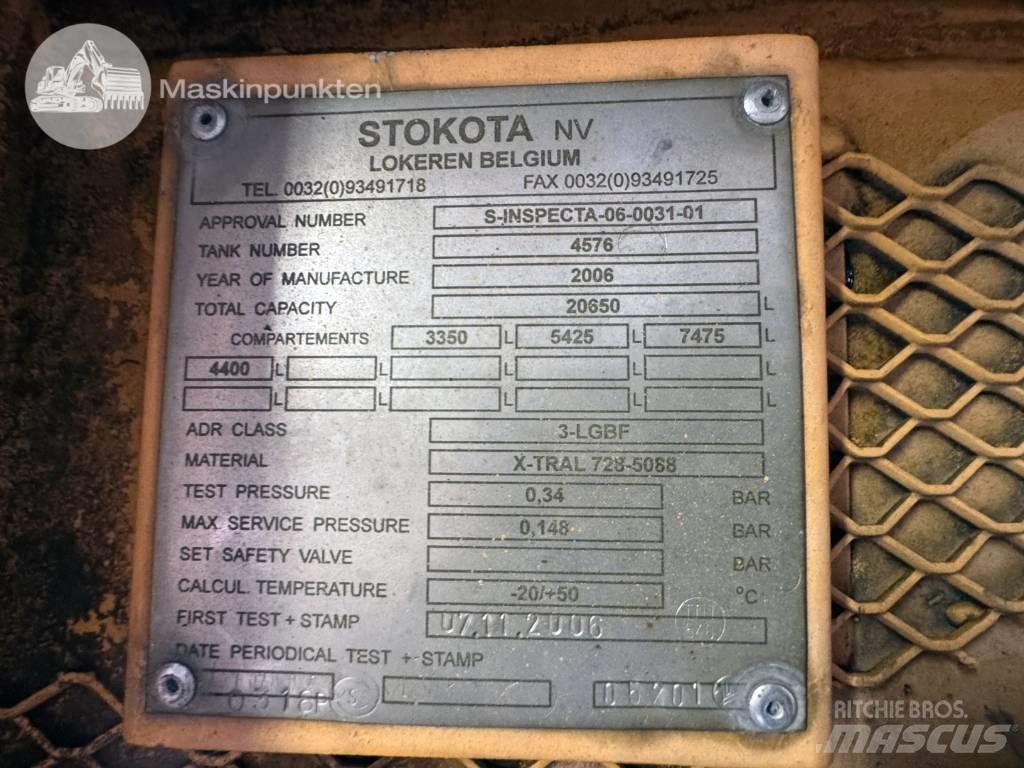 Maskinpunkten
STOKOTA NV
LOKEREN BELGIUM
TEL. 0032(0)93491718 FAX 0032(0)93491725
APPROVAL NUMBER S-INSPECTA-06-0031-01
TANK NUMBER 4576
YEAR OF MANUFACTURE 2006
TOTAL CAPACITY 20650 L
COMPARTEMENTS 3350 L 5425 L 7475 L
4400 L L L L L
L L L L L
ADR CLASS 3-LGBF
MATERIAL X-TRAL 728-5088
TEST PRESSURE 0,34 BAR
MAX SERVICE PRESSURE 0,148 BAR
SET SAFETY VALVE - BAR
CALCUL. TEMPERATURE -20/+50 °C
FIRST TEST + STAMP 07.11.2006
DATE PERIODICAL TEST + STAMP
RITCHIE BROS.
MASCUS